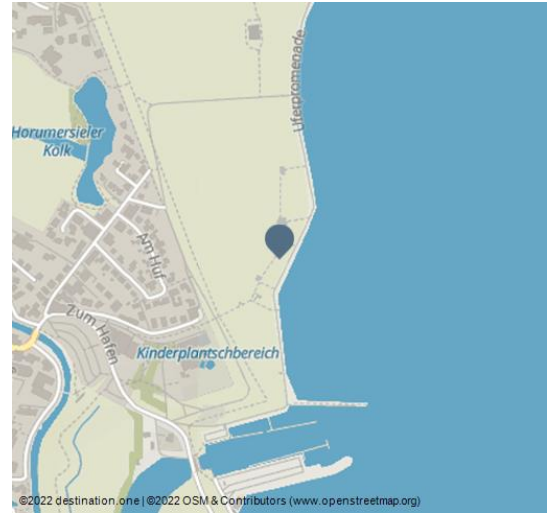 Uferpromenade
Horumersieler
Kolk
Am Huf
Zum Hafen
Kinderplantschbereich
©2022 destination.one | ©2022 OSM & Contributors (www.openstreetmap.org)